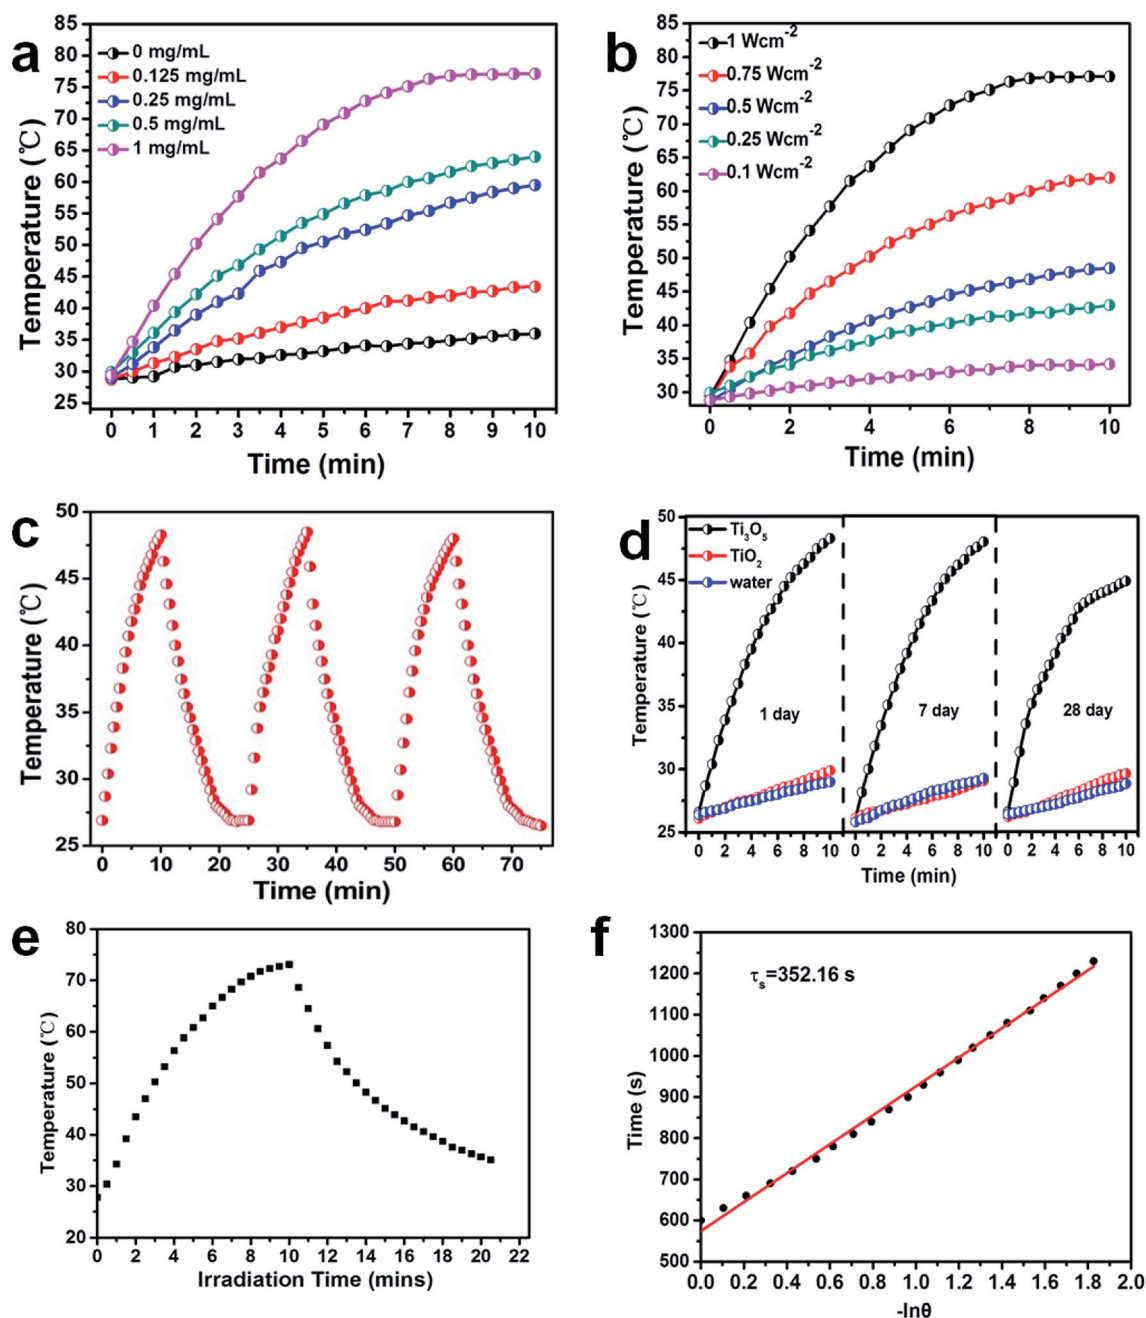 a
0 mg/mL
0.125 mg/mL
0.25 mg/mL
0.5 mg/mL
1 mg/mL
85
80
75
70
65
60
55
50
45
40
35
30
25
Temperature (℃)
0 1 2 3 4 5 6 7 8 9 10
Time (min)
b
1 Wcm⁻²
0.75 Wcm⁻²
0.5 Wcm⁻²
0.25 Wcm⁻²
0.1 Wcm⁻²
85
80
75
70
65
60
55
50
45
40
35
30
Temperature (℃)
0 2 4 6 8 10
Time (min)
c
50
45
40
35
30
25
Temperature (℃)
0 10 20 30 40 50 60 70
Time (min)
d
Ti₃O₅
TiO₂
water
50
45
40
35
30
25
Temperature (℃)
1 day 7 day 28 day
0 2 4 6 8 10 0 2 4 6 8 10 0 2 4 6 8 10
Time (min)
e
80
70
60
50
40
30
20
Temperature (℃)
0 2 4 6 8 10 12 14 16 18 20 22
Irradiation Time (mins)
f
τₛ=352.16 s
1300
1200
1100
1000
900
800
700
600
500
Time (s)
0.0 0.2 0.4 0.6 0.8 1.0 1.2 1.4 1.6 1.8 2.0
-lnθ